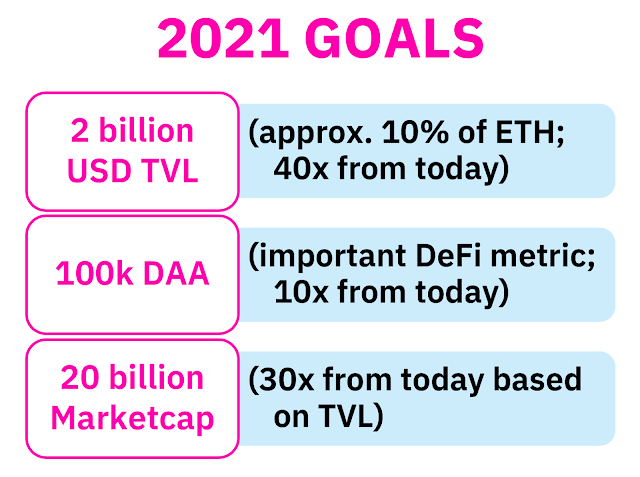 2021 GOALS
2 billion
USD TVL
(approx. 10% of ETH;
40x from today)
100k DAA
(important DeFi metric;
10x from today)
20 billion
Marketcap
(30x from today based
on TVL)